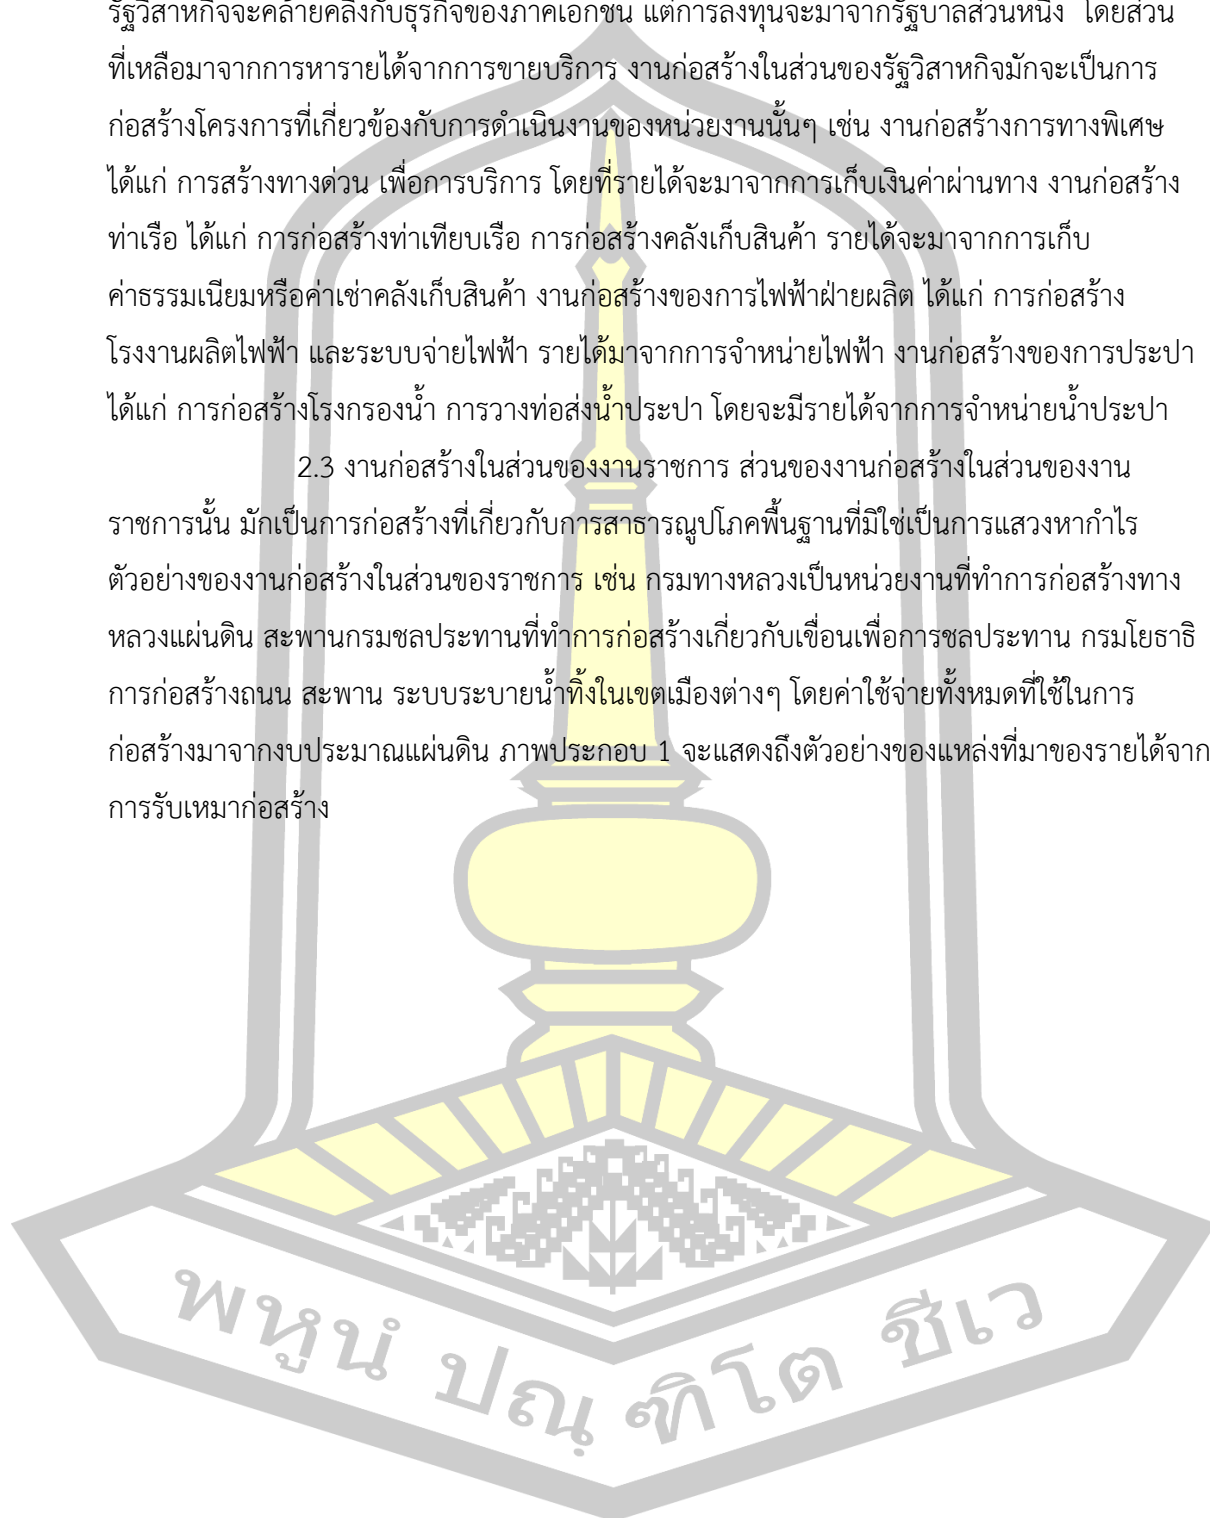 รัฐวิสาหกิจจะคล้ายคลึงกับธุรกิจของภาคเอกชน แต่การลงทุนจะมาจากรัฐบาลส่วนหนึ่ง โดยส่วน
ที่เหลือมาจากการหารายได้จากการขายบริการ งานก่อสร้างในส่วนของรัฐวิสาหกิจมักจะเป็นการ
ก่อสร้างโครงการที่เกี่ยวข้องกับการดำเนินงานของหน่วยงานนั้นๆ เช่น งานก่อสร้างการทางพิเศษ
ได้แก่ การสร้างทางด่วน เพื่อการบริการ โดยที่รายได้จะมาจากการเก็บเงินค่าผ่านทาง งานก่อสร้าง
ท่าเรือ ได้แก่ การก่อสร้างท่าเทียบเรือ การก่อสร้างคลังเก็บสินค้า รายได้จะมาจากการเก็บ
ค่าธรรมเนียมหรือค่าเช่าคลังเก็บสินค้า งานก่อสร้างของการไฟฟ้าฝ่ายผลิต ได้แก่ การก่อสร้าง
โรงงานผลิตไฟฟ้า และระบบจ่ายไฟฟ้า รายได้มาจากการจำหน่ายไฟฟ้า งานก่อสร้างของการประปา
ได้แก่ การก่อสร้างโรงกรองน้ำ การวางท่อส่งน้ำประปา โดยจะมีรายได้จากการจำหน่ายน้ำประปา
2.3 งานก่อสร้างในส่วนของงานราชการ ส่วนของงานก่อสร้างในส่วนของงาน
ราชการนั้น มักเป็นการก่อสร้างที่เกี่ยวกับการสาธารณูปโภคพื้นฐานที่มิใช่เป็นการแสวงหากำไร
ตัวอย่างของงานก่อสร้างในส่วนของราชการ เช่น กรมทางหลวงเป็นหน่วยงานที่ทำการก่อสร้างทาง
หลวงแผ่นดิน สะพานกรมชลประทานที่ทำการก่อสร้างเกี่ยวกับเขื่อนเพื่อการชลประทาน กรมโยธาธิ
การก่อสร้างถนน สะพาน ระบบระบายน้ำทิ้งในเขตเมืองต่างๆ โดยค่าใช้จ่ายทั้งหมดที่ใช้ในการ
ก่อสร้างมาจากงบประมาณแผ่นดิน ภาพประกอบ 1 จะแสดงถึงตัวอย่างของแหล่งที่มาของรายได้จาก
การรับเหมาก่อสร้าง
พหูนํ ปณฺฑิโต ชีเว